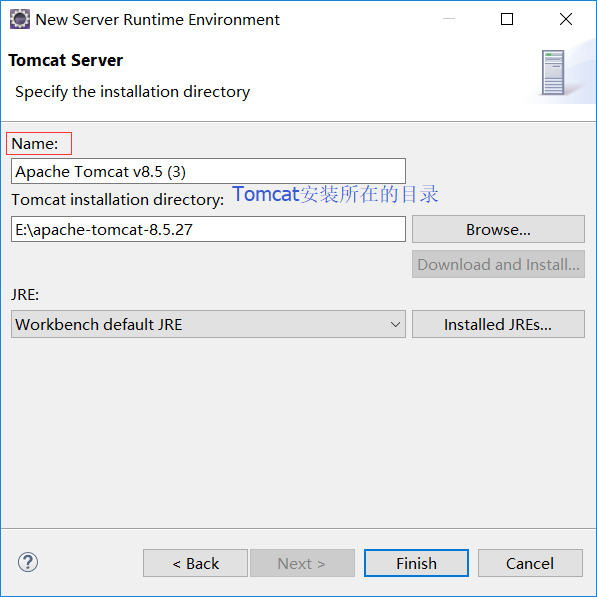 New Server Runtime Environment
Tomcat Server
Specify the installation directory
Name:
Apache Tomcat v8.5 (3)
Tomcat installation directory: Tomcat安装所在的目录
E:\apache-tomcat-8.5.27 Browse...
Download and Install...
JRE:
Workbench default JRE Installed JREs...
? < Back Next > Finish Cancel